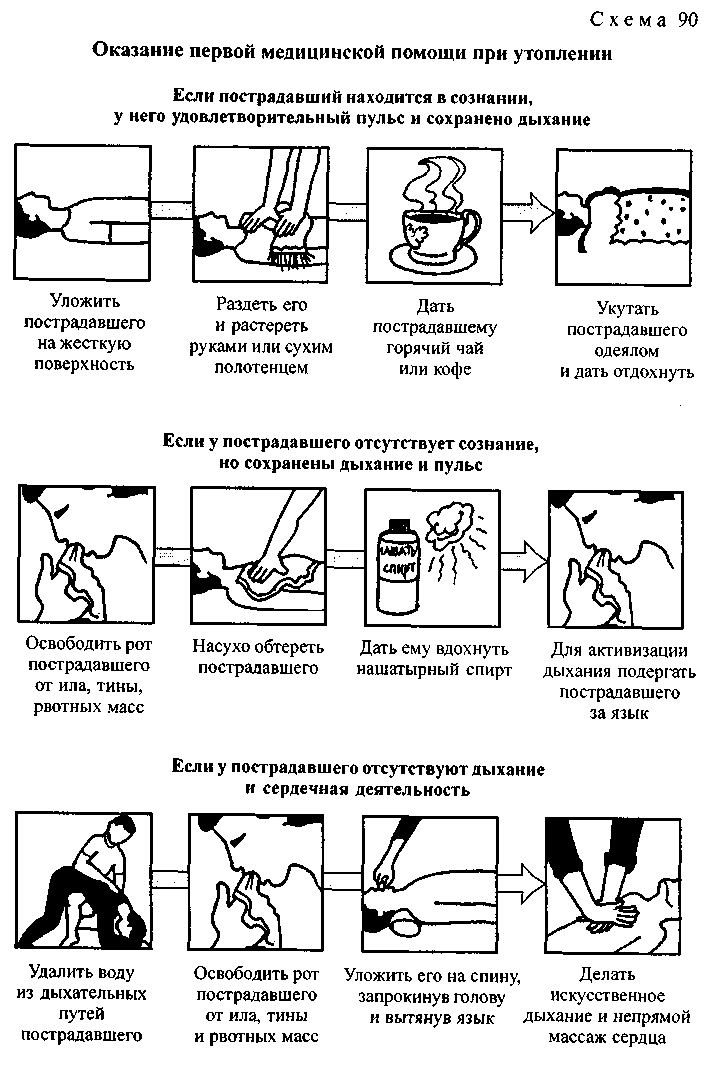 Схема 90
Оказание первой медицинской помощи при утоплении
Если пострадавший находится в сознании,
у него удовлетворительный пульс и сохранено дыхание
Уложить
пострадавшего
на жесткую
поверхность
Раздеть его
и растереть
руками или сухим
полотенцем
Дать
пострадавшему
горячий чай
или кофе
Укутать
пострадавшего
одеялом
и дать отдохнуть
Если у пострадавшего отсутствует сознание,
но сохранены дыхание и пульс
НАШАТЫ
СПИРТ
Освободить рот
пострадавшего
от ила, тины,
рвотных масс
Насухо обтереть
пострадавшего
Дать ему вдохнуть
нашатырный спирт
Для активизации
дыхания подергать
пострадавшего
за язык
Если у пострадавшего отсутствуют дыхание
и сердечная деятельность
Удалить воду
из дыхательных
путей
пострадавшего
Освободить рот
пострадавшего
от ила, тины
и рвотных масс
Уложить его на спину,
запрокинув голову
и вытянув язык
Делать
искусственное
дыхание и непрямой
массаж сердца